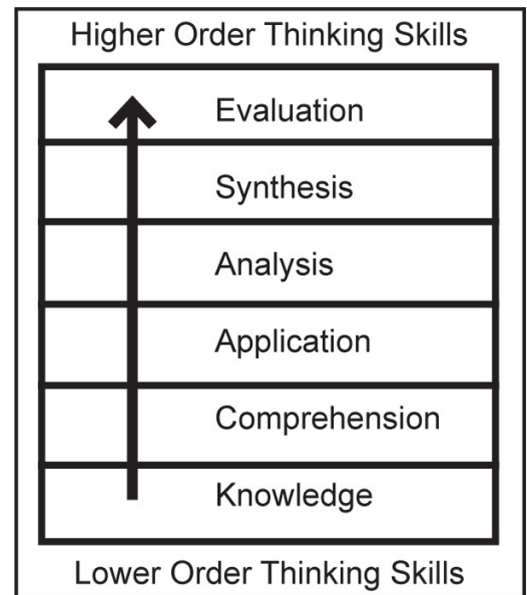 Higher Order Thinking Skills
Evaluation
Synthesis
Analysis
Application
Comprehension
Knowledge
Lower Order Thinking Skills